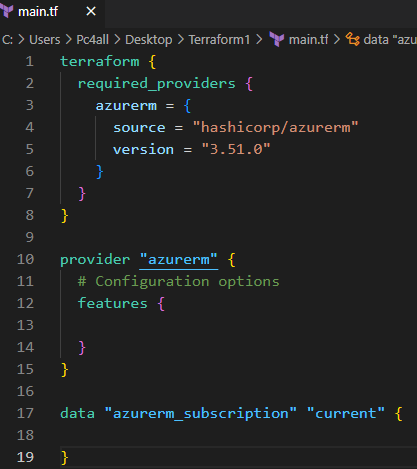 main.tf
C: > Users > Pc4all > Desktop > Terraform1 > main.tf > data "azu
1 terraform {
2   required_providers {
3     azurerm = {
4       source = "hashicorp/azurerm"
5       version = "3.51.0"
6     }
7   }
8 }
9
10 provider "azurerm" {
11   # Configuration options
12   features {
13
14   }
15 }
16
17 data "azurerm_subscription" "current" {
18
19 }